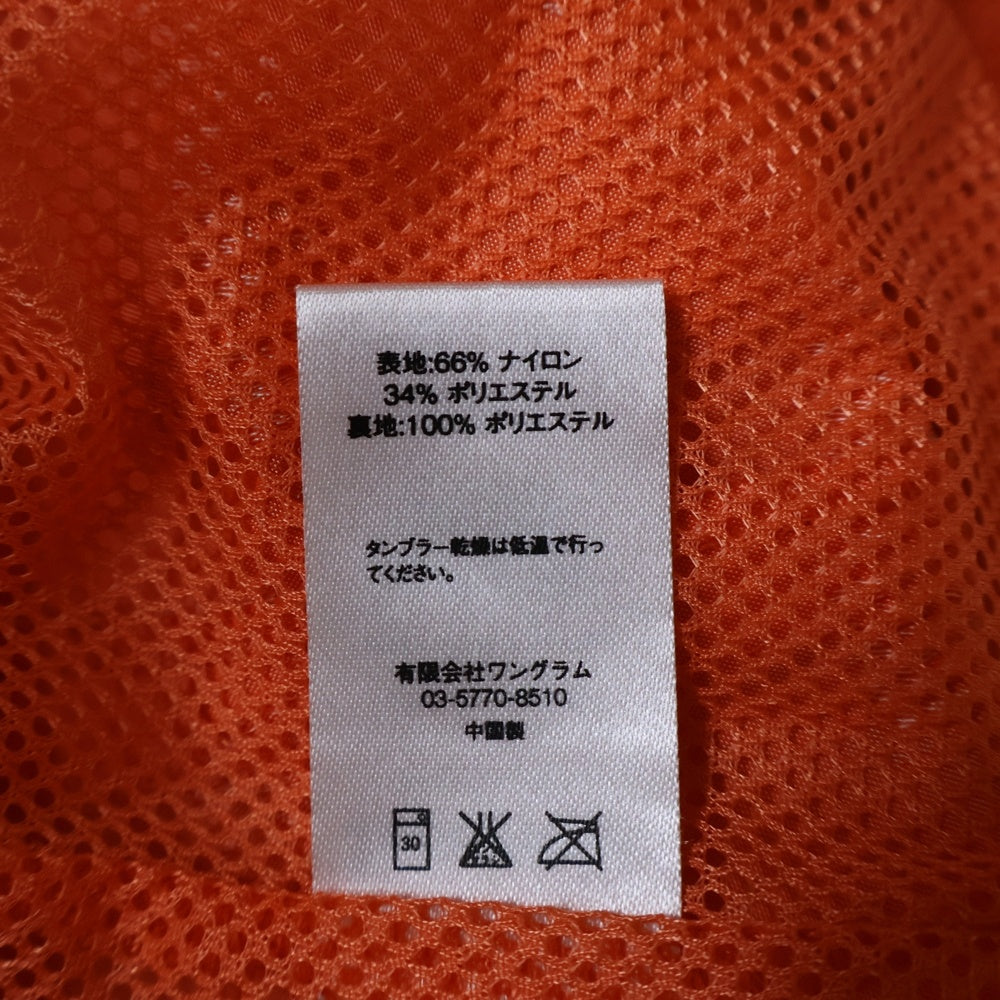 表地:66% ナイロン
34% ポリエステル
裏地:100% ポリエステル
タンブラー乾燥は低温で行っ
てください。
有限会社ワングラム
03-5770-8510
中国製
30